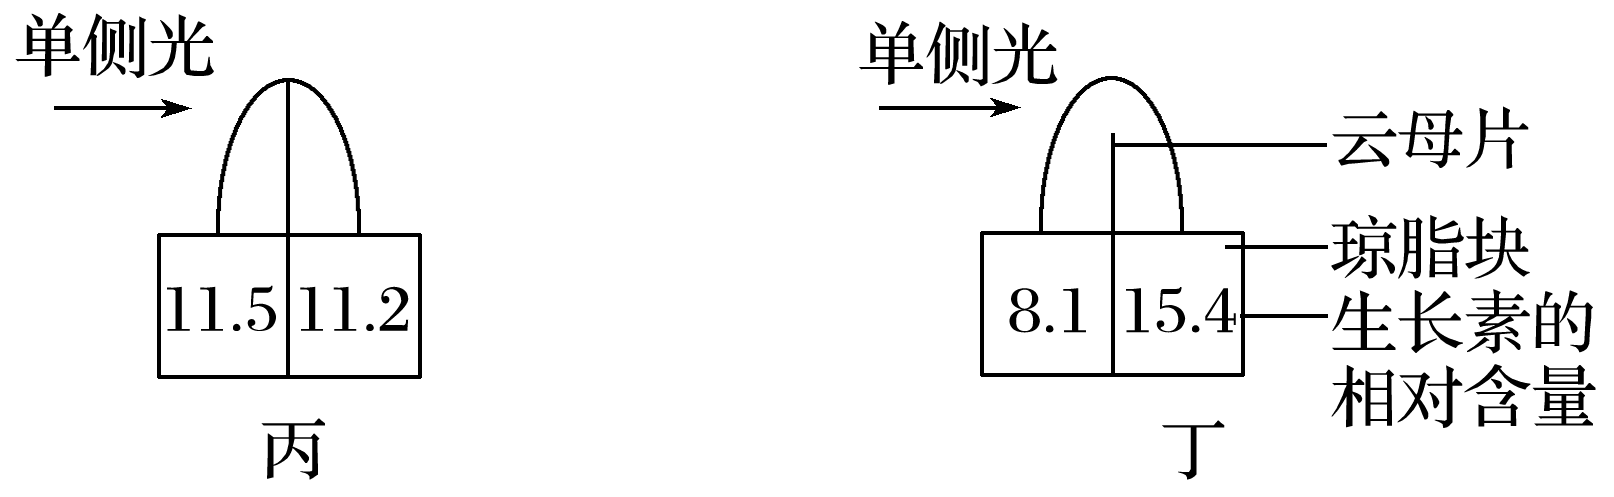 单侧光
11.5 11.2
丙
单侧光
云母片
8.1 15.4
琼脂块
生长素的
相对含量
丁